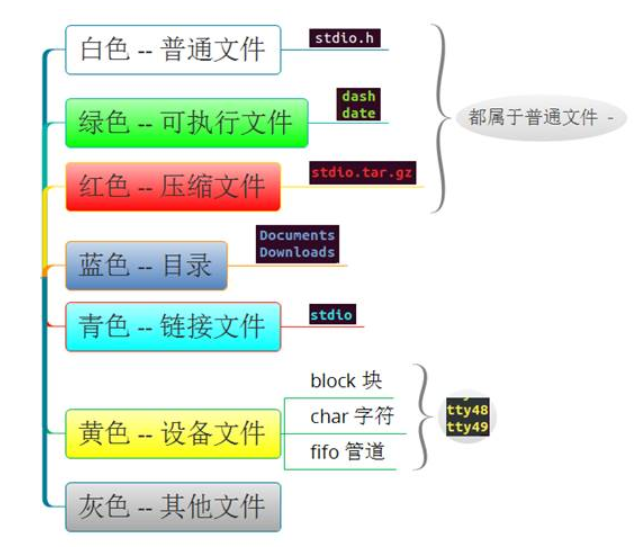 白色 -- 普通文件
stdio.h
绿色 -- 可执行文件
dash
date
都属于普通文件 -
红色 -- 压缩文件
stdio.tar.gz
蓝色 -- 目录
Documents
Downloads
青色 -- 链接文件
stdio
黄色 -- 设备文件
block 块
char 字符
fifo 管道
tty48
tty49
灰色 -- 其他文件